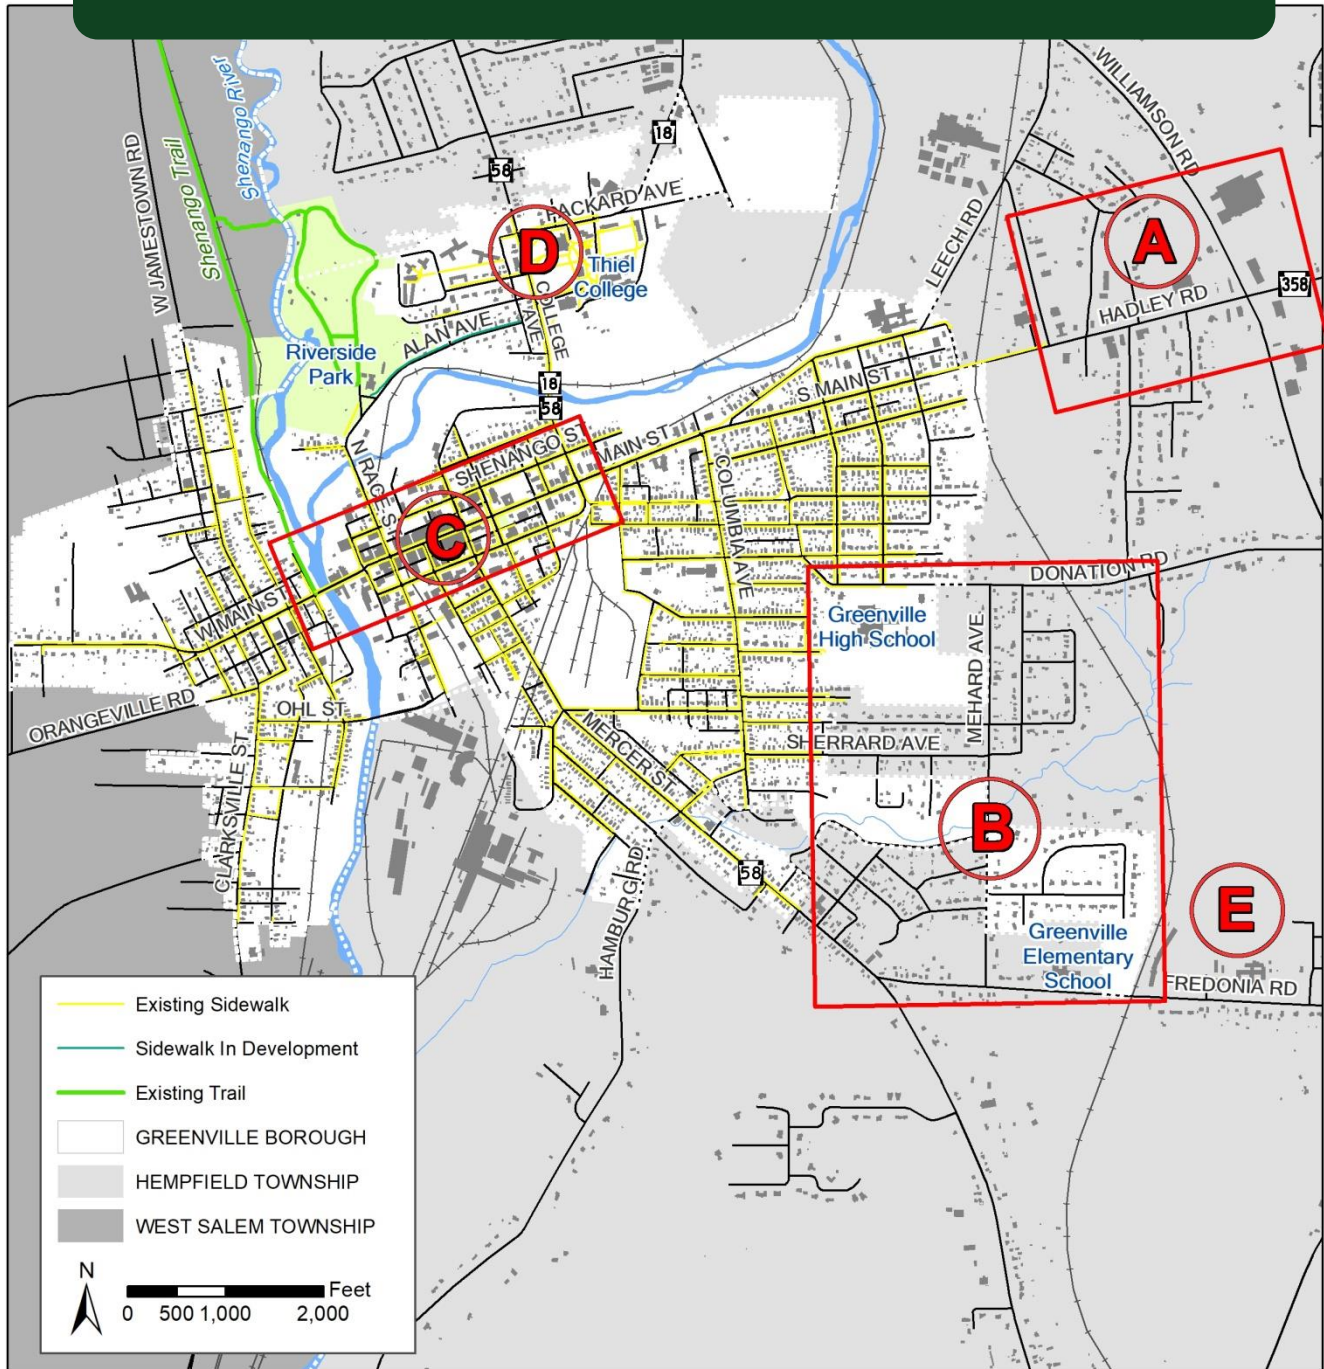 WILLIAMSON RD
Shenango River
W JAMESTOWN RD
Shenango Trail
18
58
PACKARD AVE
D
Thiel
College
LEECH RD
A
358
HADLEY RD
COLLEGE
AVE
ALAN AVE
Riverside
Park
18
58
S MAIN ST
N RACE ST
SHENANGO S
MAIN ST
COLUMBIA AVE
C
W MAIN ST
DONATION RD
Greenville
High School
MEHARD AVE
ORANGEVILLE RD
OHL ST
MERCER ST
SHERRARD AVE
CLARKSVILLE ST
B
58
HAMBURG RD
E
Greenville
Elementary
School
FREDONIA RD
Existing Sidewalk
Sidewalk In Development
Existing Trail
GREENVILLE BOROUGH
HEMPFIELD TOWNSHIP
WEST SALEM TOWNSHIP
N
Feet
0 500 1,000 2,000